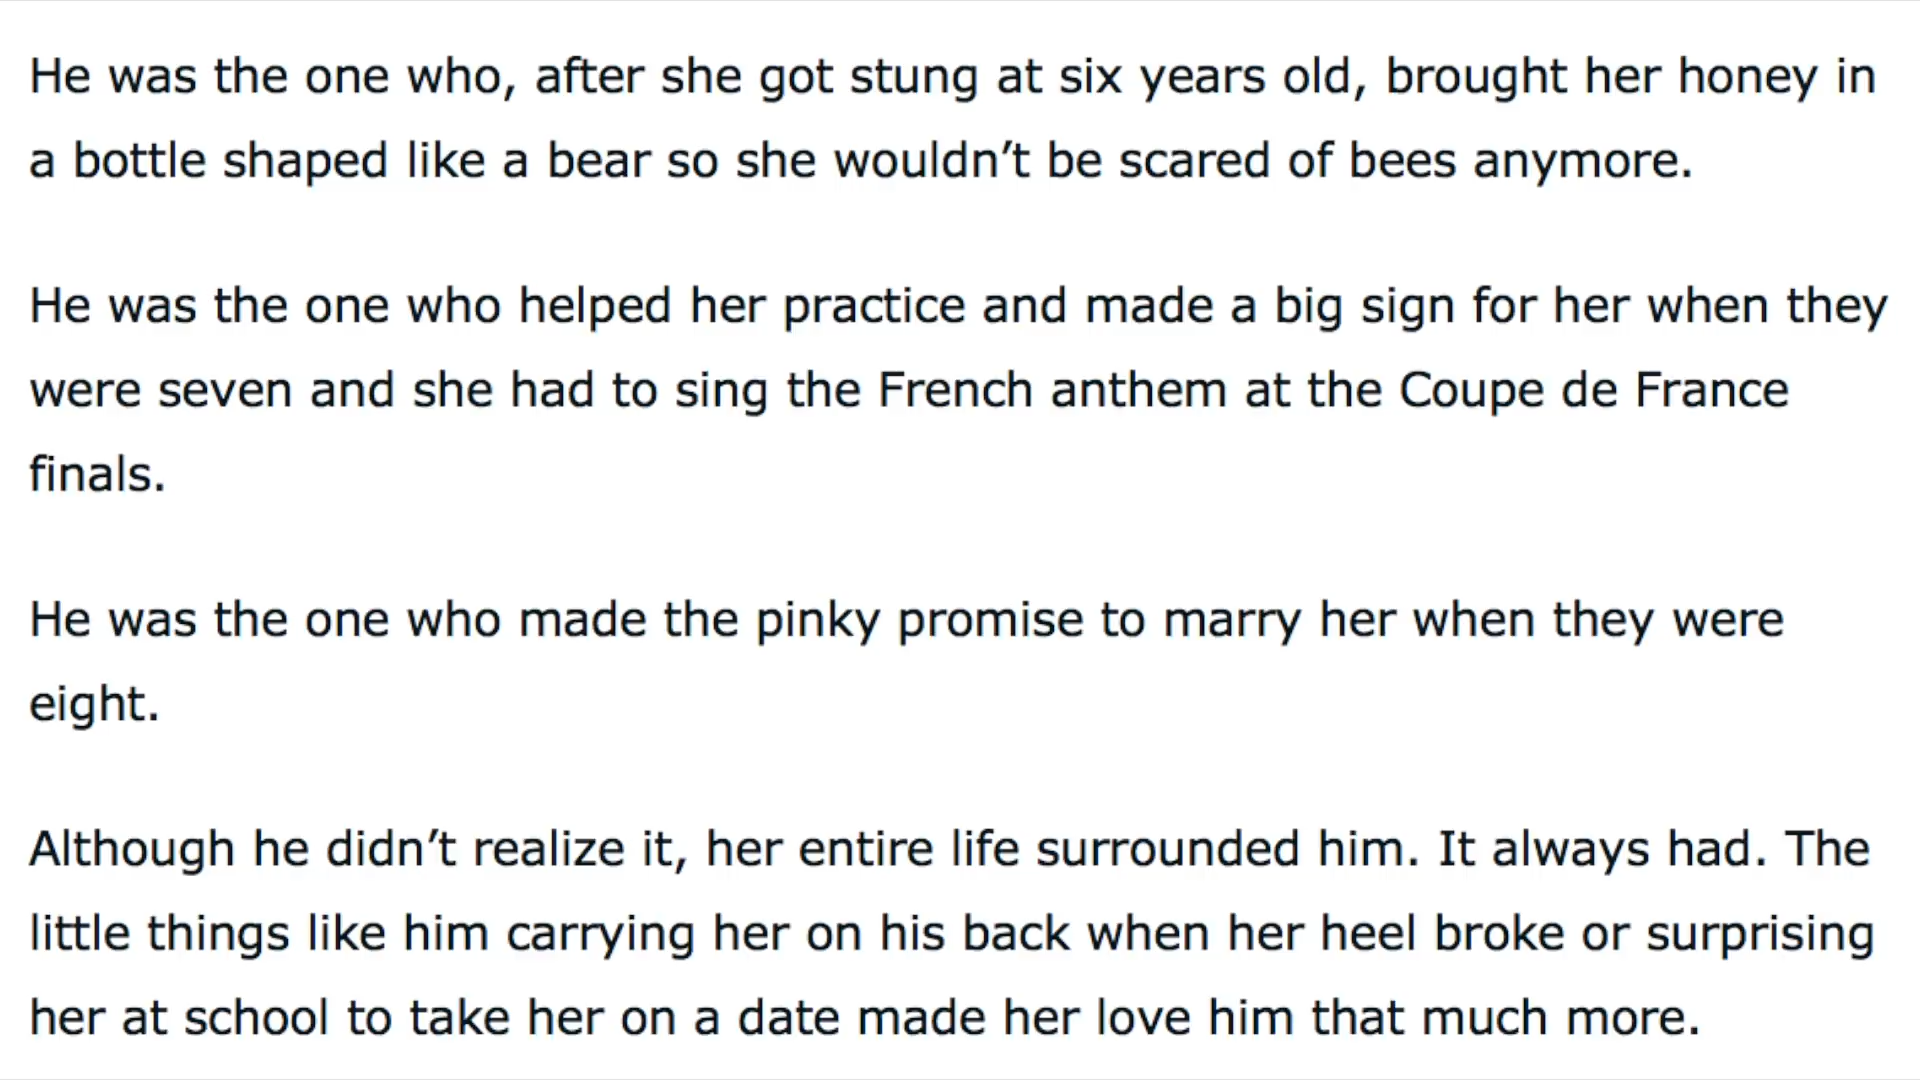 He was the one who, after she got stung at six years old, brought her honey in
a bottle shaped like a bear so she wouldn’t be scared of bees anymore.
He was the one who helped her practice and made a big sign for her when they
were seven and she had to sing the French anthem at the Coupe de France
finals.
He was the one who made the pinky promise to marry her when they were
eight.
Although he didn’t realize it, her entire life surrounded him. It always had. The
little things like him carrying her on his back when her heel broke or surprising
her at school to take her on a date made her love him that much more.